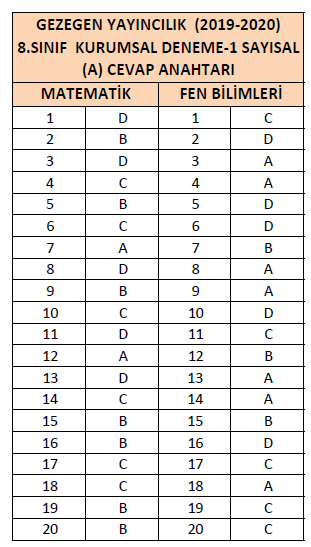 GEZEGEN YAYINCILIK (2019-2020)
8.SINIF KURUMSAL DENEME-1 SAYISAL
(A) CEVAP ANAHTARI
MATEMATİK FEN BİLİMLERİ
1 D 1 C
2 B 2 D
3 D 3 A
4 C 4 A
5 B 5 D
6 C 6 D
7 A 7 B
8 D 8 A
9 B 9 A
10 C 10 D
11 D 11 C
12 A 12 B
13 D 13 A
14 C 14 A
15 B 15 B
16 B 16 D
17 C 17 C
18 C 18 A
19 B 19 C
20 B 20 C